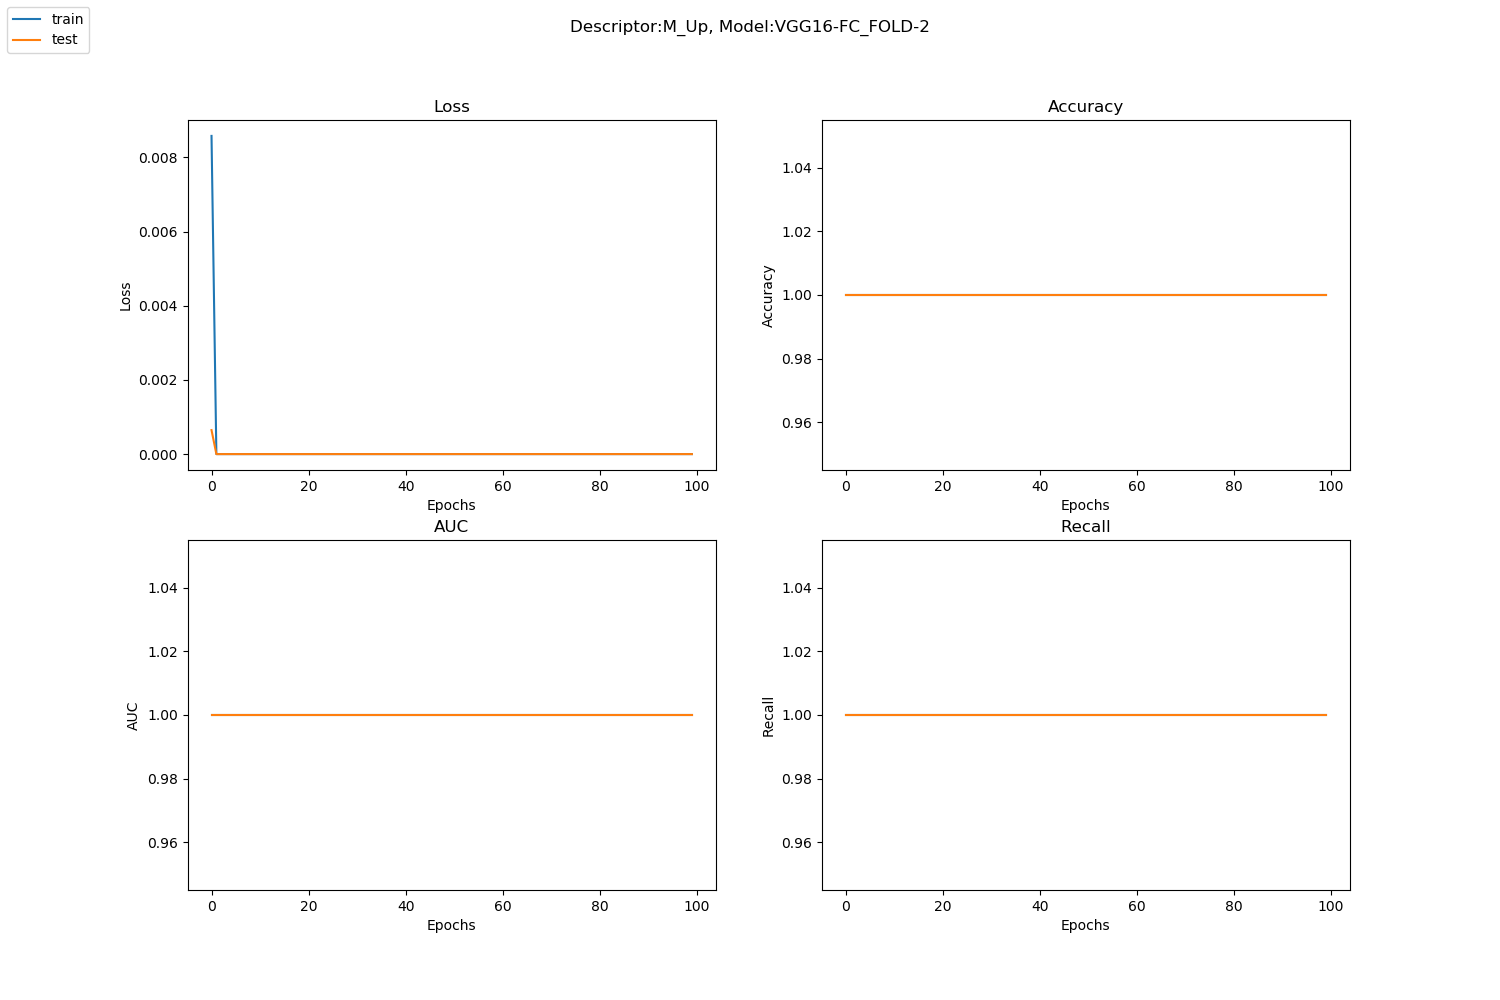 train
test
Descriptor:M_Up, Model:VGG16-FC_FOLD-2
Loss
0.008
0.006
0.004
0.002
0.000
Loss
0 20 40 60 80 100
Epochs
Accuracy
1.04
1.02
1.00
0.98
0.96
Accuracy
0 20 40 60 80 100
Epochs
AUC
1.04
1.02
1.00
0.98
0.96
AUC
0 20 40 60 80 100
Epochs
Recall
1.04
1.02
1.00
0.98
0.96
Recall
0 20 40 60 80 100
Epochs